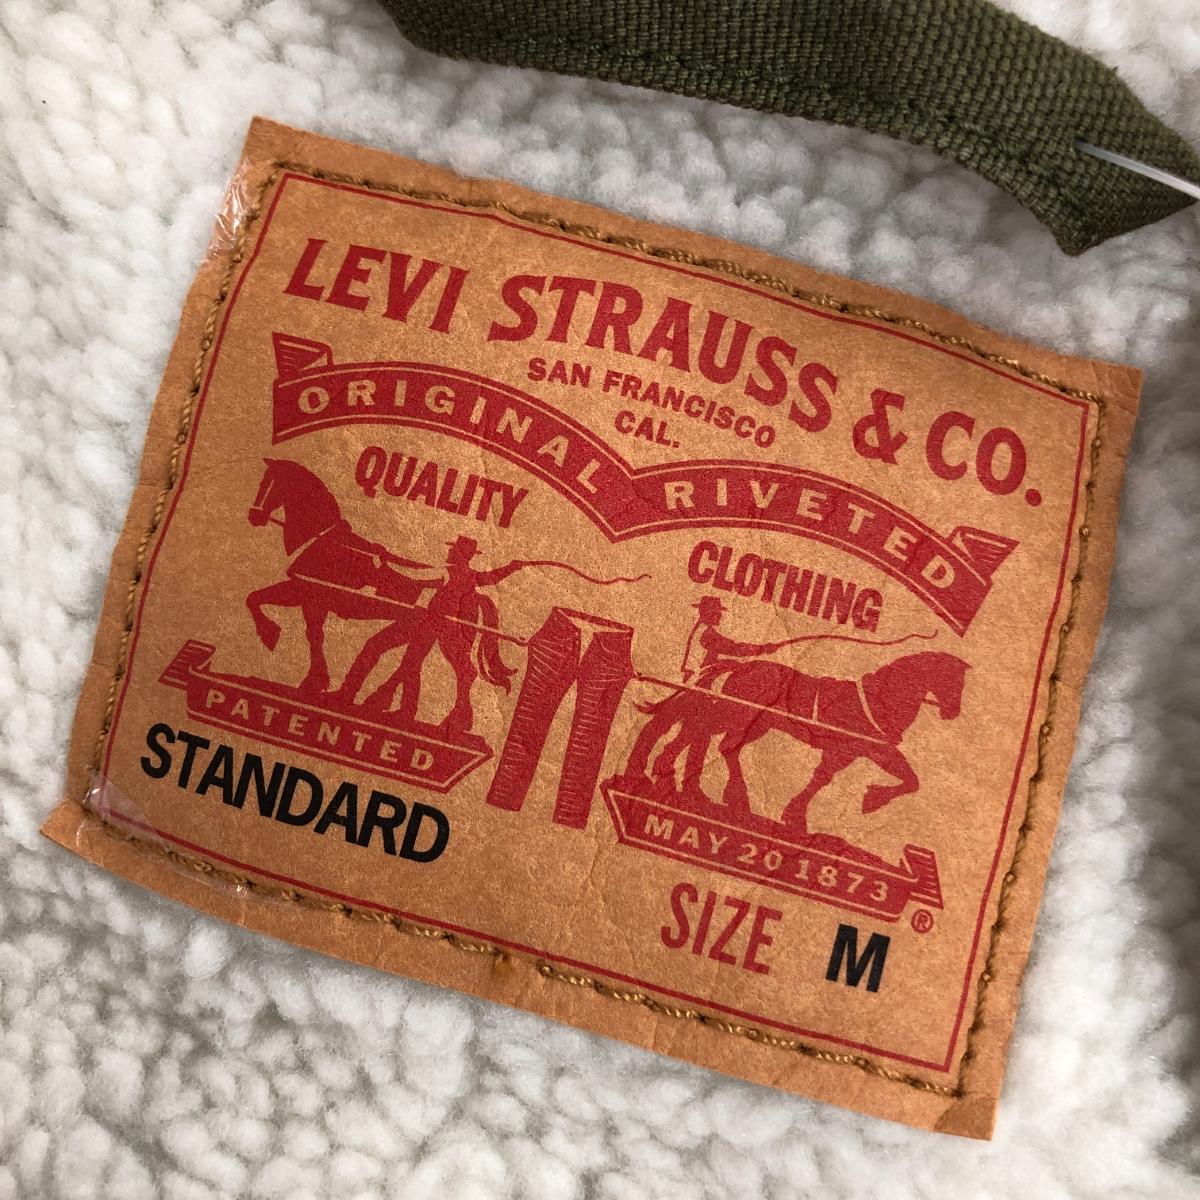 LEVI STRAUSS & CO.
SAN FRANCISCO
CAL.
ORIGINAL RIVETED
QUALITY CLOTHING
PATENTED
MAY 20 1873
®
STANDARD
SIZE M